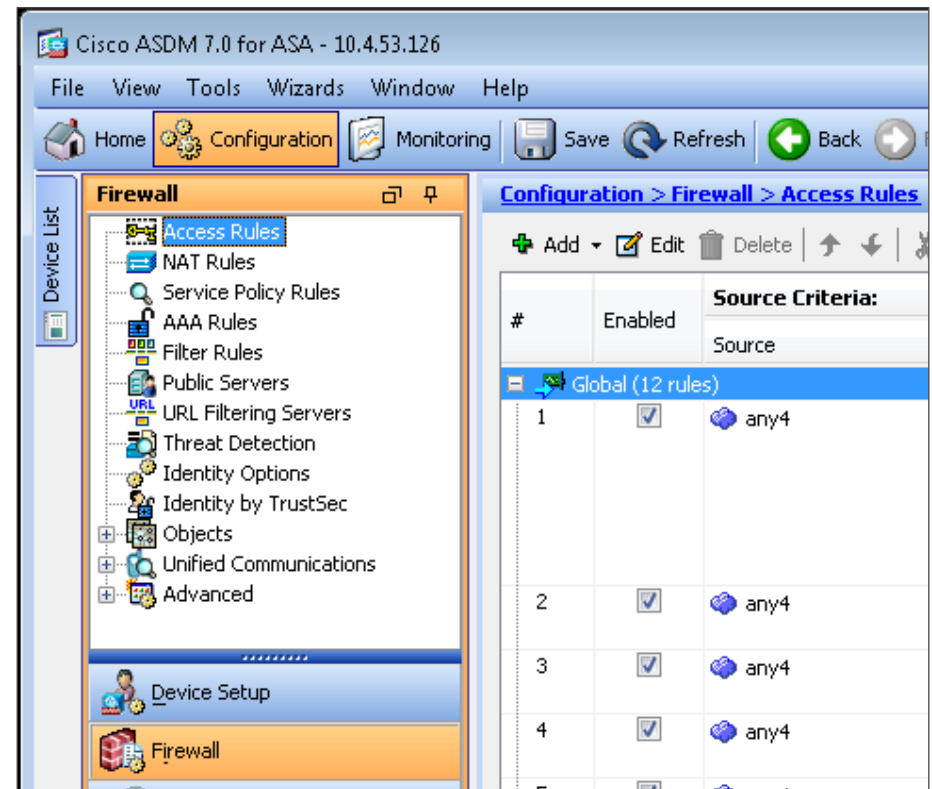 Cisco ASDM 7.0 for ASA - 10.4.53.126
File View Tools Wizards Window Help
Home Configuration Monitoring Save Refresh Back
Device List
Firewall
Access Rules
NAT Rules
Service Policy Rules
AAA Rules
Filter Rules
Public Servers
URL URL Filtering Servers
Threat Detection
Identity Options
Identity by TrustSec
Objects
Unified Communications
Advanced
Device Setup
Firewall
Configuration > Firewall > Access Rules
Add Edit Delete
# Enabled Source Criteria:
Source
Global (12 rules)
1 any4
2 any4
3 any4
4 any4